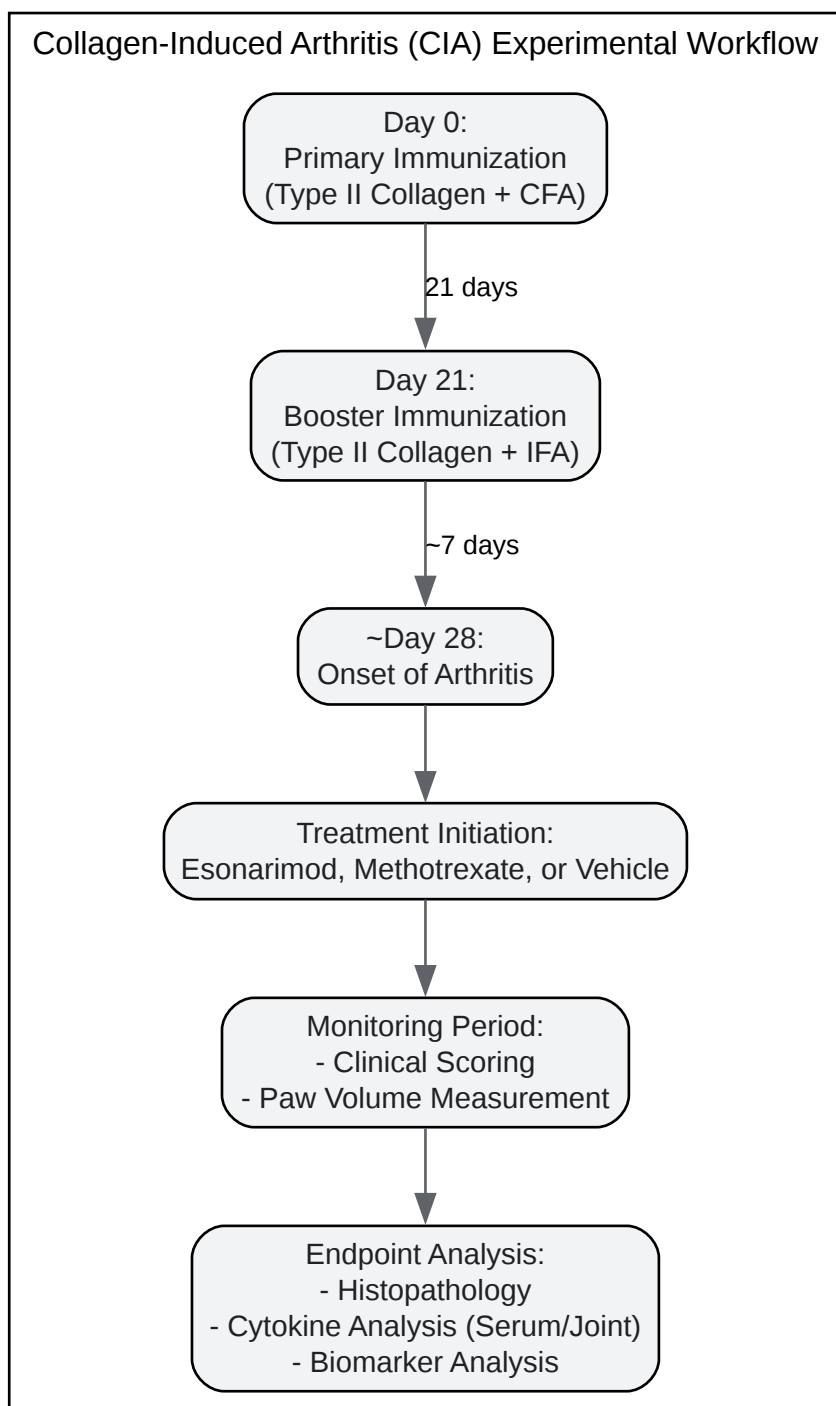 Collagen-Induced Arthritis (CIA) Experimental Workflow
Day 0:
Primary Immunization
(Type II Collagen + CFA)
21 days
Day 21:
Booster Immunization
(Type II Collagen + IFA)
~7 days
~Day 28:
Onset of Arthritis
Treatment Initiation:
Esonarimod, Methotrexate, or Vehicle
Monitoring Period:
- Clinical Scoring
- Paw Volume Measurement
Endpoint Analysis:
- Histopathology
- Cytokine Analysis (Serum/Joint)
- Biomarker Analysis